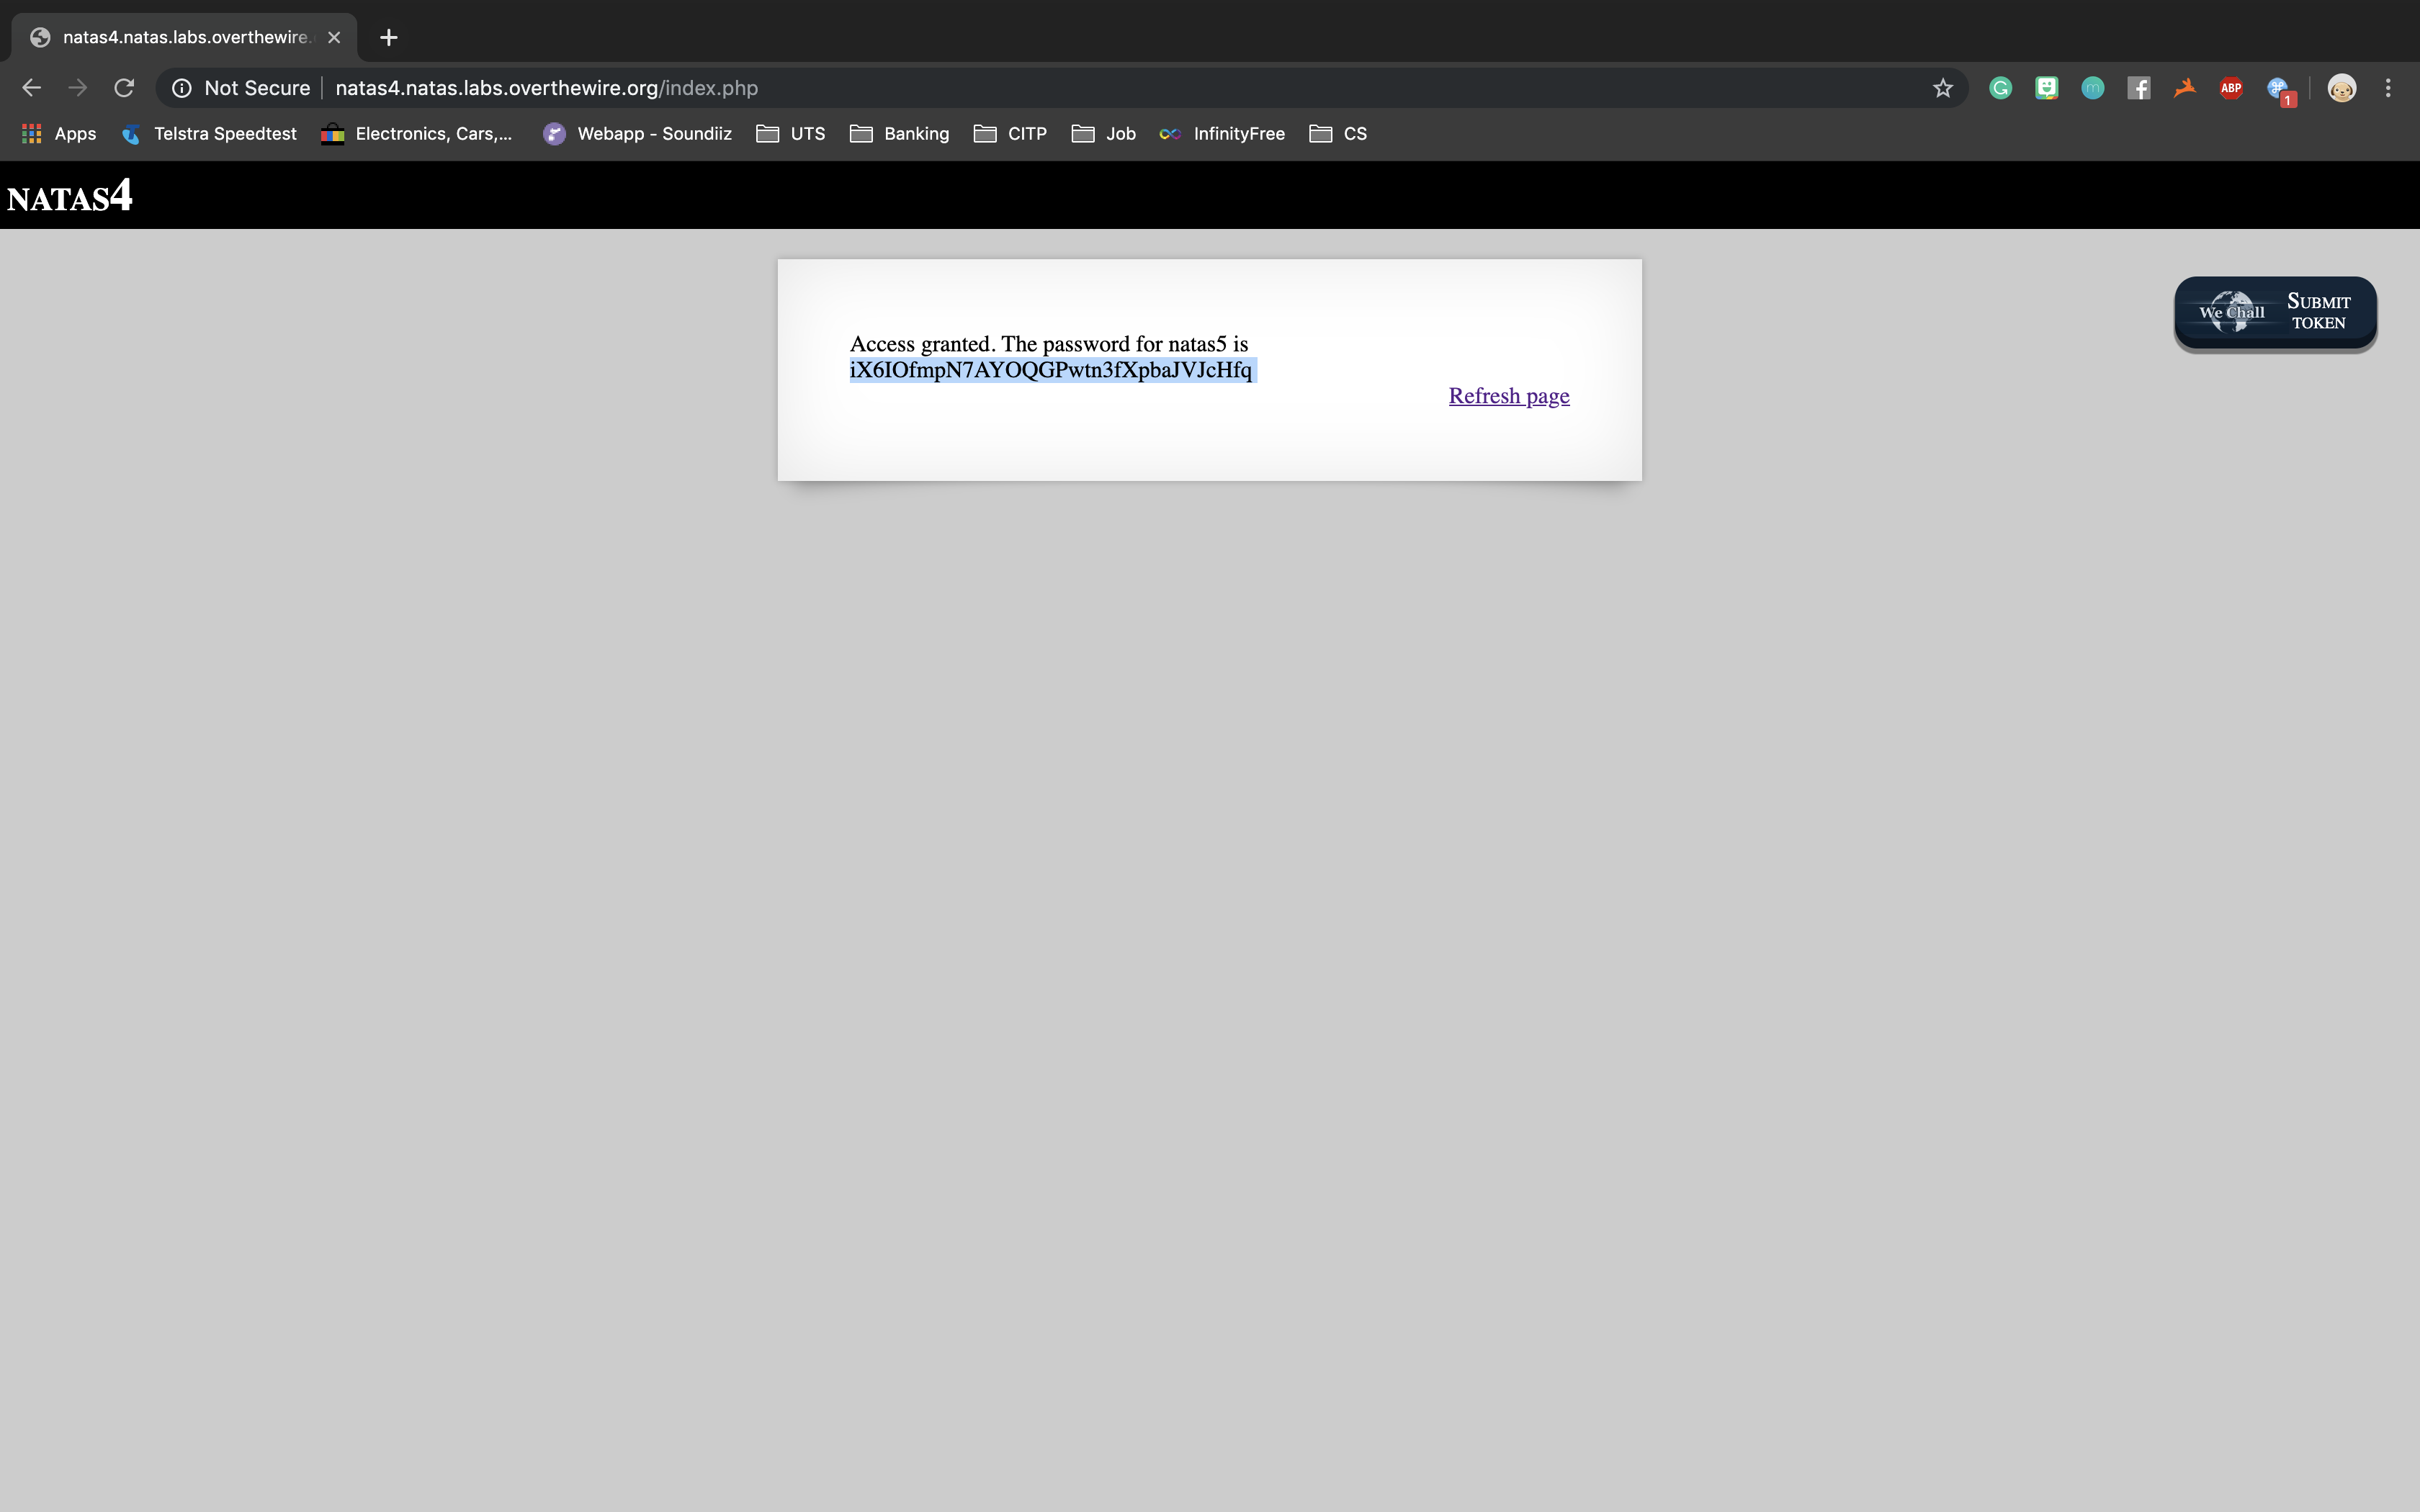 natas4.natas.labs.overthewire.
Not Secure natas4.natas.labs.overthewire.org/index.php
G m f ABP 1
Apps Telstra Speedtest Electronics, Cars,... Webapp - Soundiiz UTS Banking CITP Job InfinityFree CS
NATAS4
Access granted. The password for natas5 is
iX6IOfmpN7AYOQGPwtn3fXpbaJVJcHfq
Refresh page
We Chall
SUBMIT
TOKEN